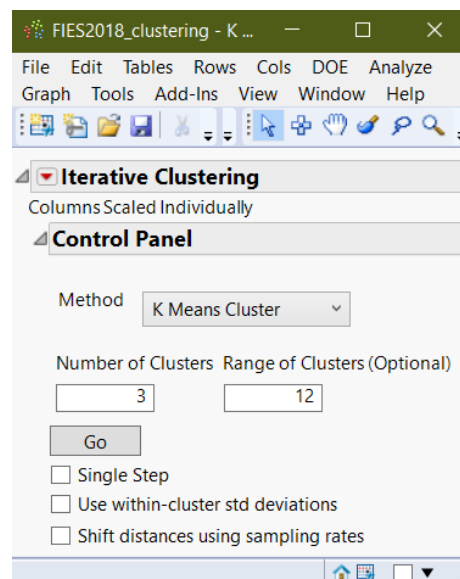 FIES2018_clustering - K ...
File Edit Tables Rows Cols DOE Analyze
Graph Tools Add-Ins View Window Help
Iterative Clustering
Columns Scaled Individually
Control Panel
Method K Means Cluster
Number of Clusters Range of Clusters (Optional)
3 12
Go
Single Step
Use within-cluster std deviations
Shift distances using sampling rates